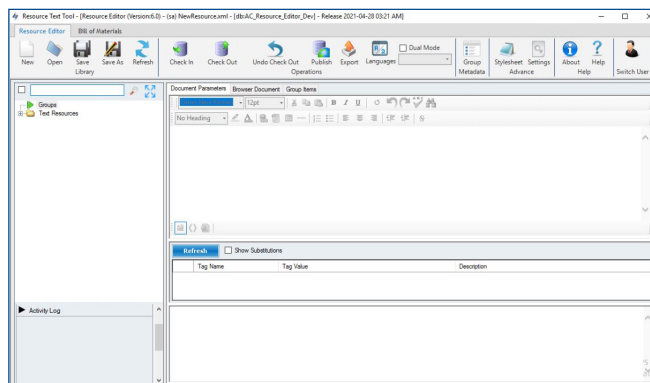 Resource Text Tool - [Resource Editor (Version:6.0) - (sa) NewResource.xml - [db:AC_Resource_Editor_Dev] - Release 2021-04-28 03:21 AM]
Resource Editor Bill of Materials
New Open Save Save As Refresh Check In Check Out Undo Check Out Publish Export Languages Dual Mode Group Stylesheet Settings About Help
Library Operations Metadata Advance Help Switch User
Document Parameters Browser Document Group Items
Groups
Text Resources
12pt
B I U
No Heading
Refresh Show Substitutions
Tag Name Tag Value Description
Activity Log